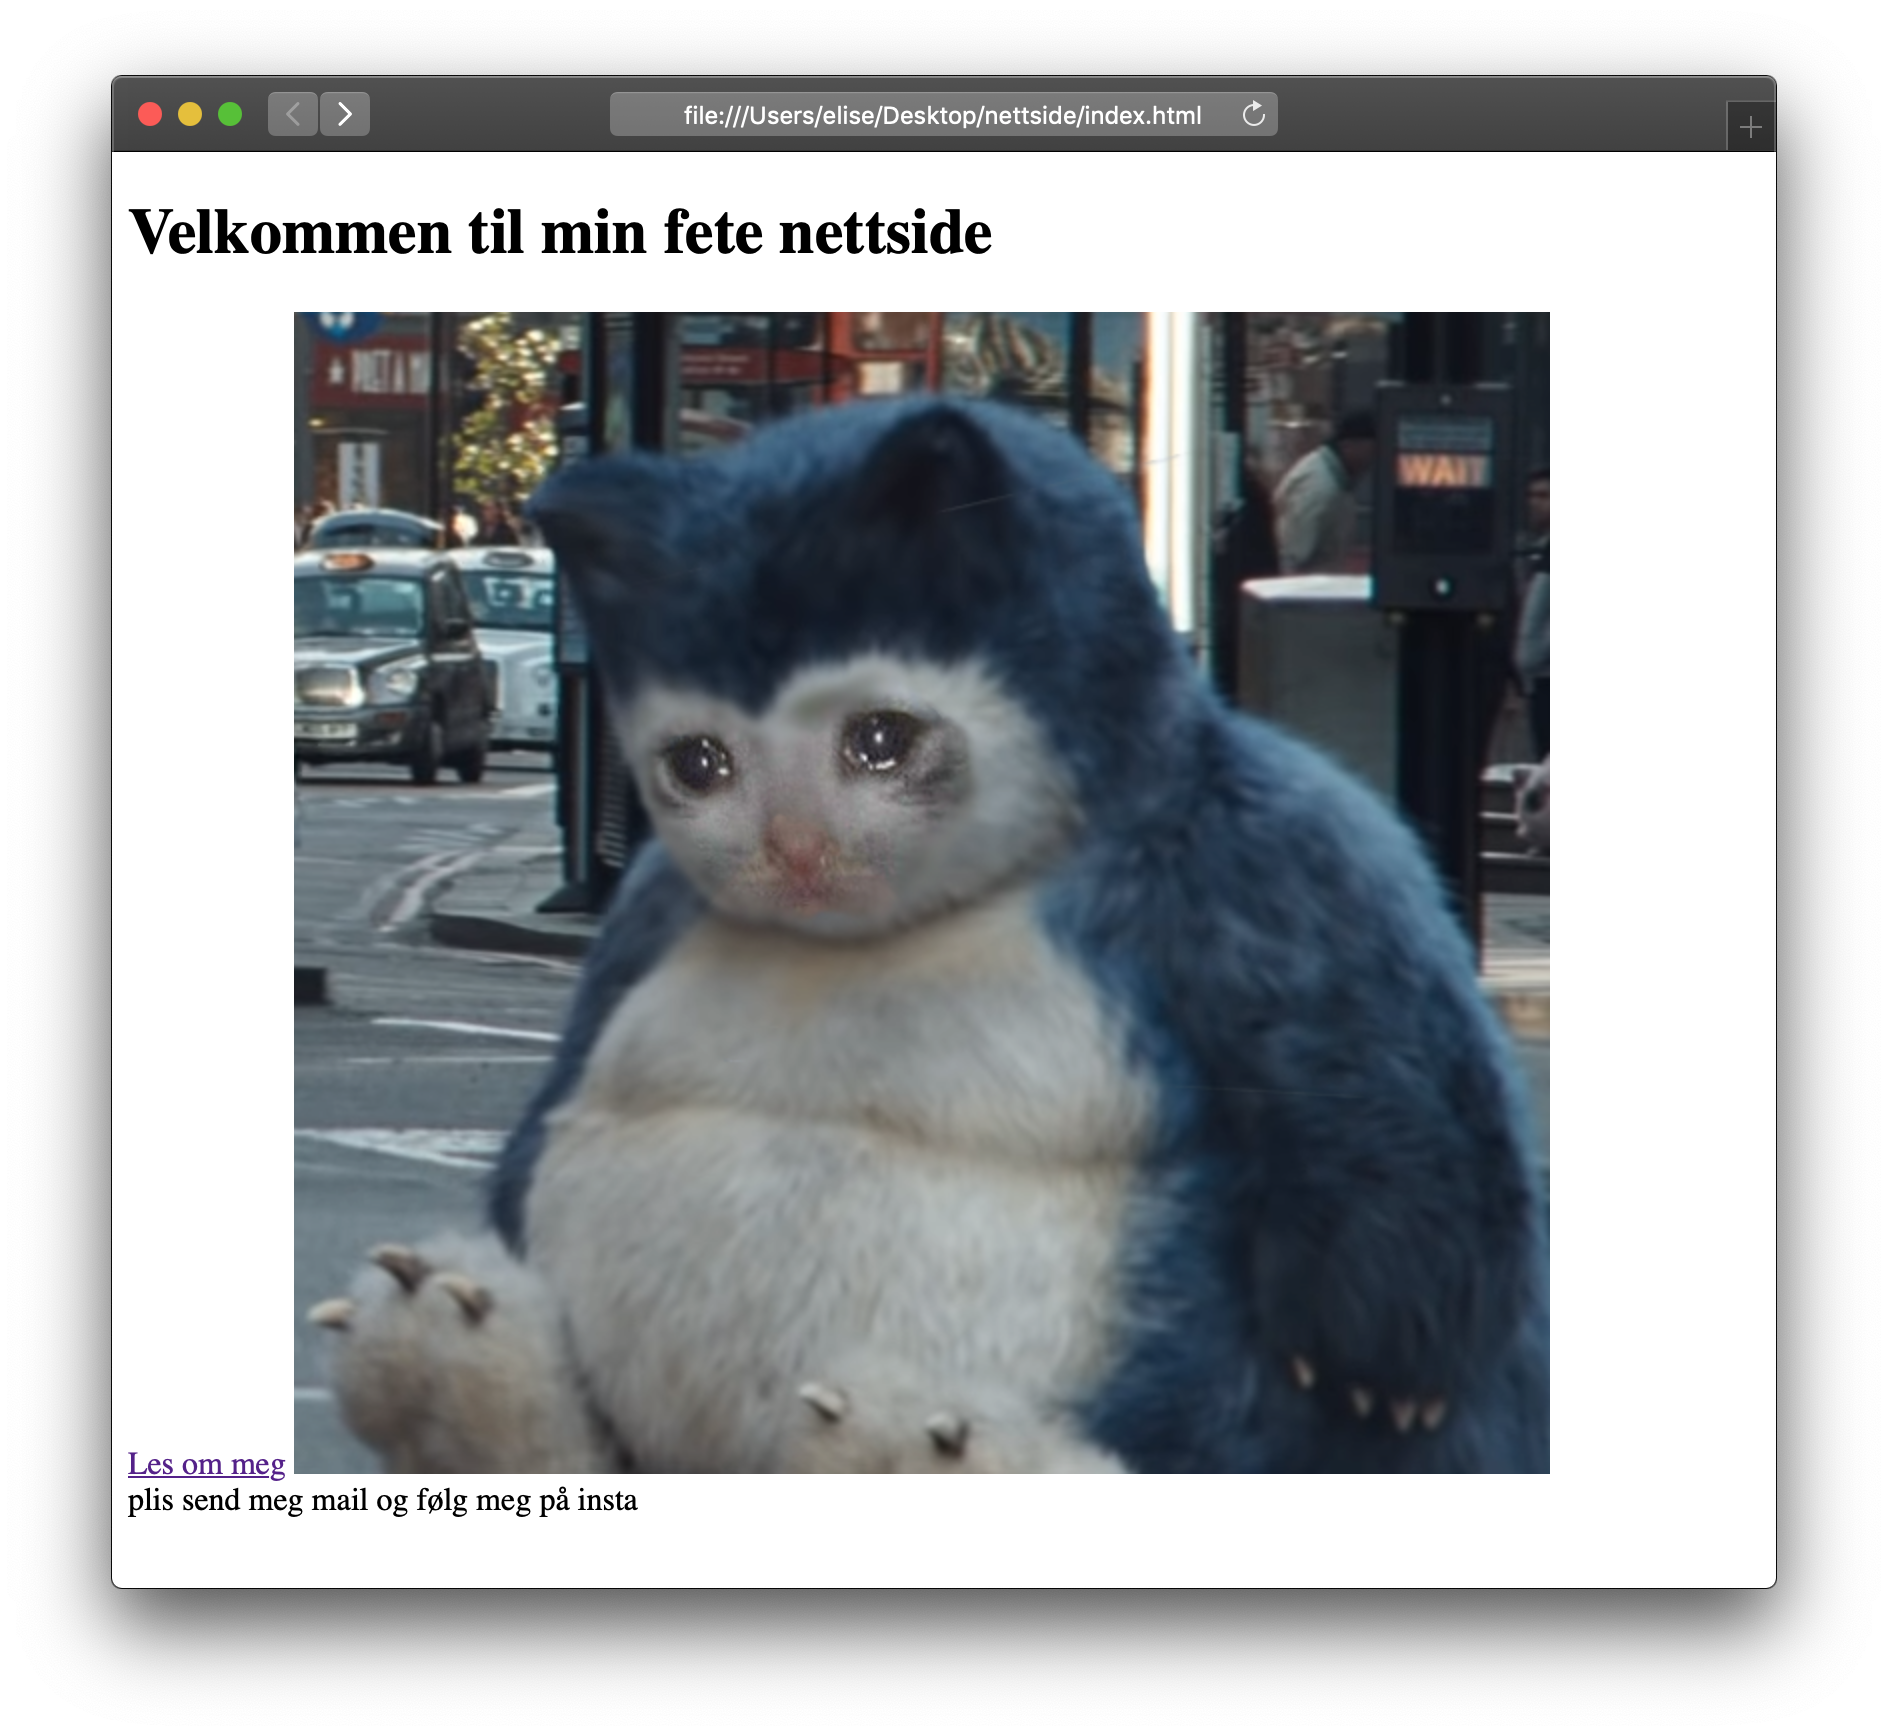 file:///Users/elise/Desktop/nettside/index.html
Velkommen til min fete nettside
WAIT
Les om meg
plis send meg mail og følg meg på insta